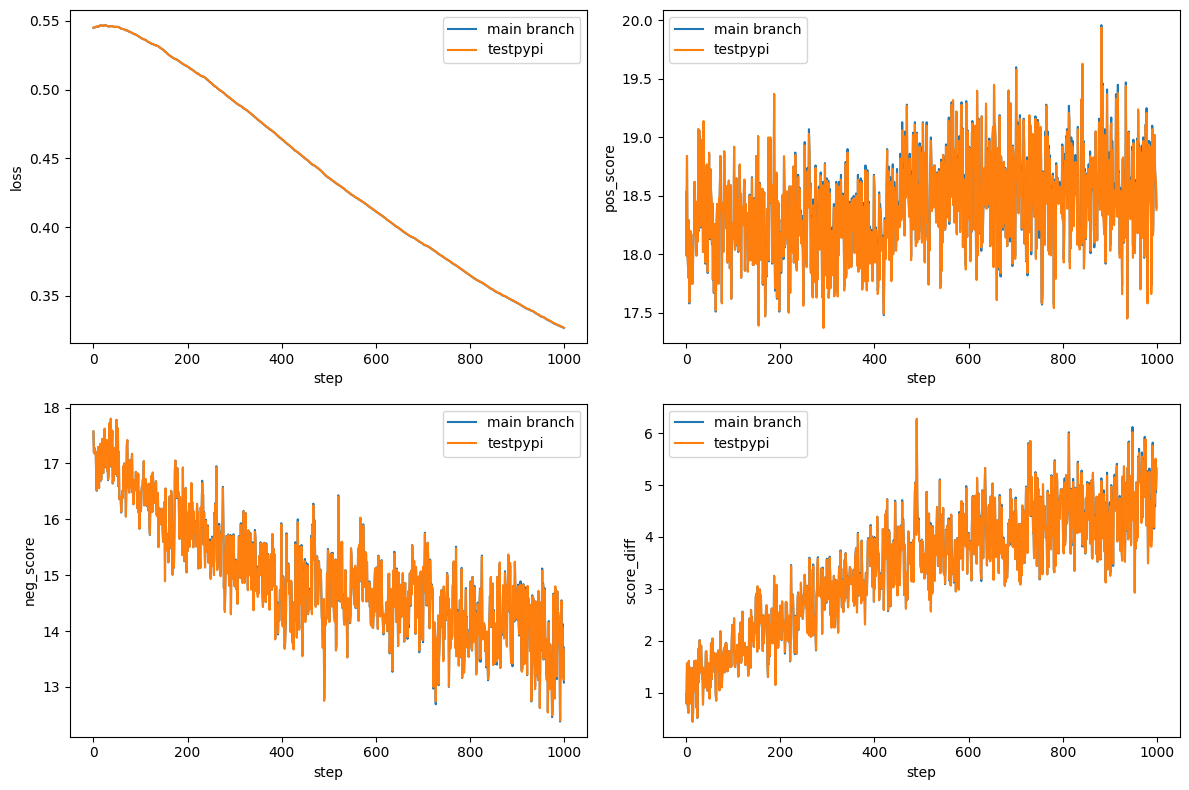 main branch
testpypi
0.55
0.50
0.45
0.40
0.35
loss
0 200 400 600 800 1000
step
main branch
testpypi
20.0
19.5
19.0
18.5
18.0
17.5
pos_score
0 200 400 600 800 1000
step
main branch
testpypi
18
17
16
15
14
13
neg_score
0 200 400 600 800 1000
step
main branch
testpypi
6
5
4
3
2
1
score_diff
0 200 400 600 800 1000
step